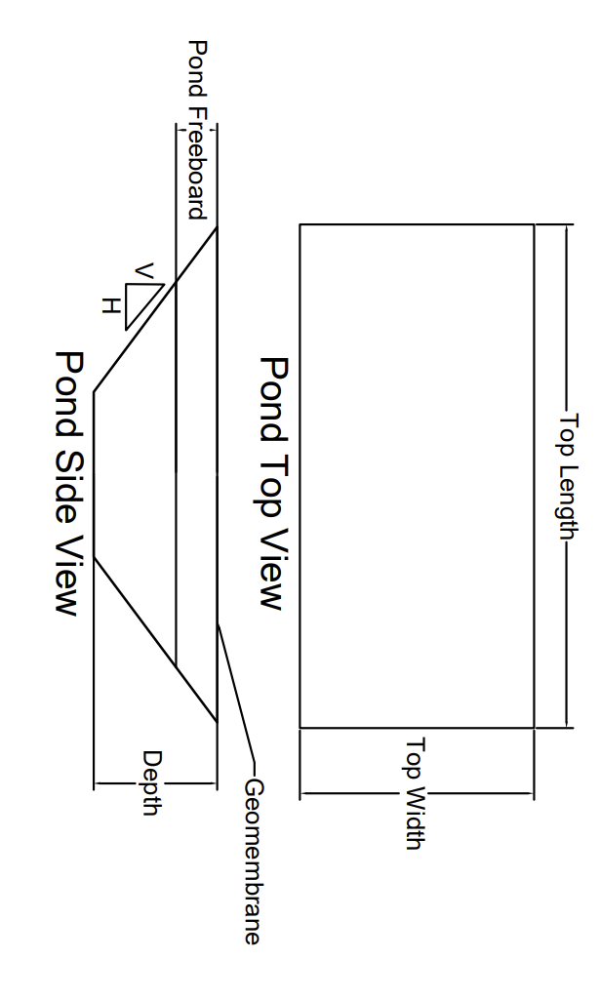 Top Length
Top Width
Pond Top View
Geomembrane
Pond Freeboard
V
H
Depth
Pond Side View